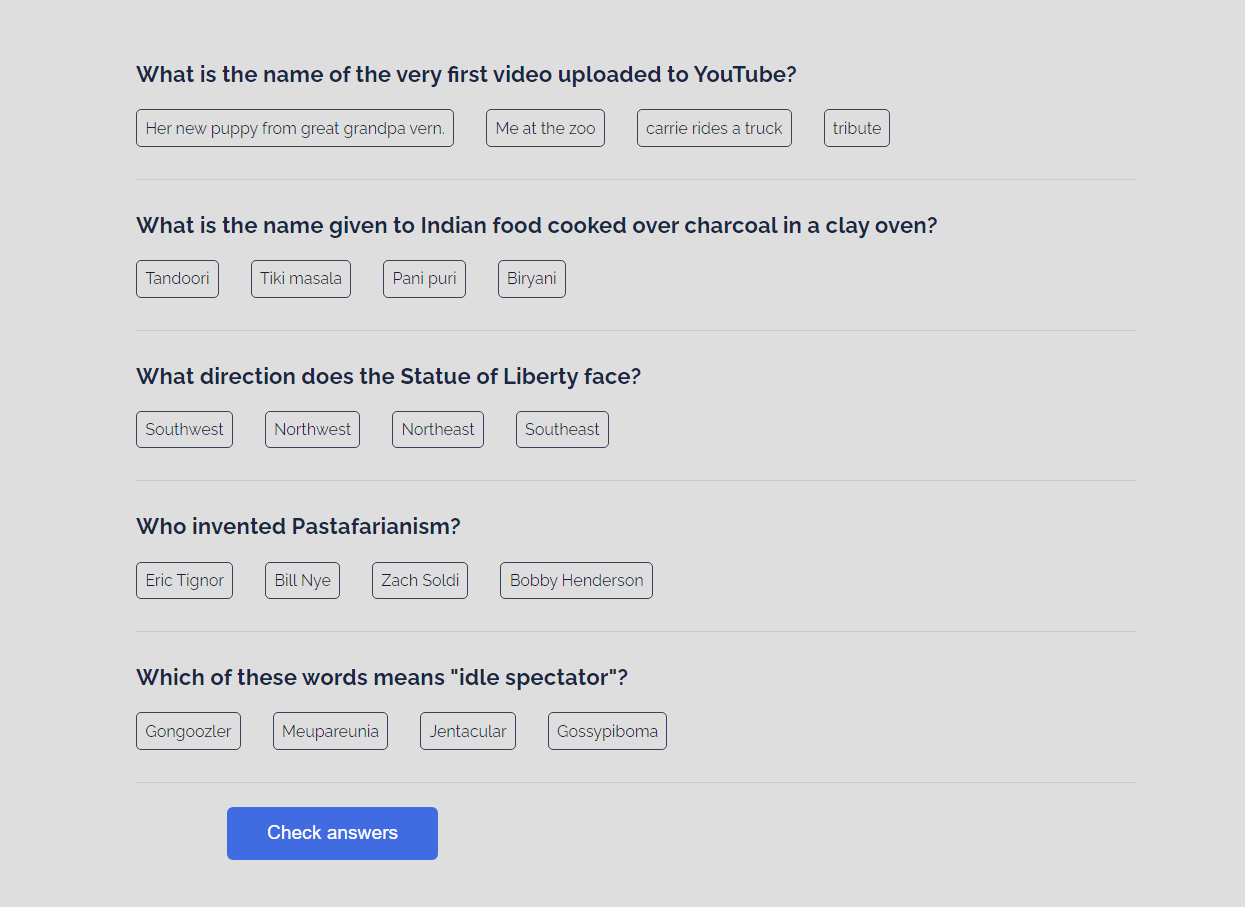 What is the name of the very first video uploaded to YouTube?
Her new puppy from great grandpa vern. Me at the zoo carrie rides a truck tribute
What is the name given to Indian food cooked over charcoal in a clay oven?
Tandoori Tiki masala Pani puri Biryani
What direction does the Statue of Liberty face?
Southwest Northwest Northeast Southeast
Who invented Pastafarianism?
Eric Tignor Bill Nye Zach Soldi Bobby Henderson
Which of these words means "idle spectator"?
Gongoozler Meupareunia Jentacular Gossypiboma
Check answers